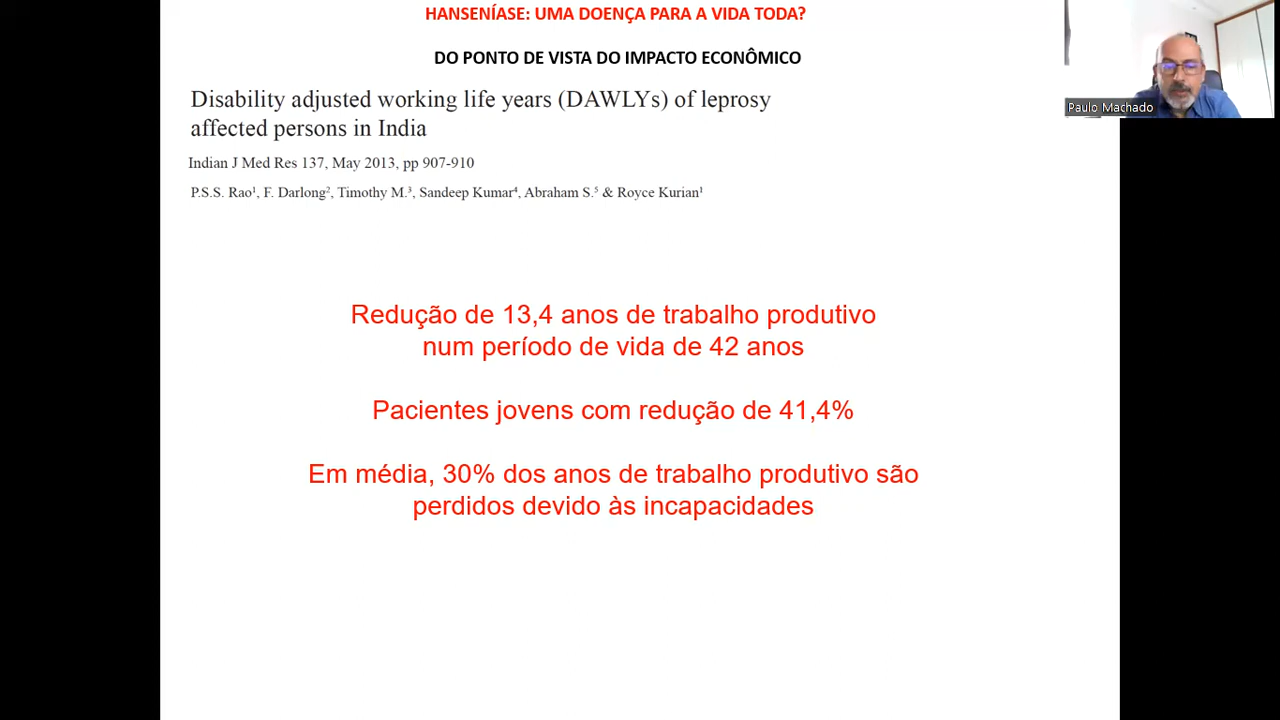 HANSENÍASE: UMA DOENÇA PARA A VIDA TODA?
DO PONTO DE VISTA DO IMPACTO ECONÔMICO
Disability adjusted working life years (DAWLYs) of leprosy
affected persons in India
Indian J Med Res 137, May 2013, pp 907-910
P.S.S. Rao¹, F. Darlong², Timothy M.³, Sandeep Kumar⁴, Abraham S.⁵ & Royce Kurian¹
Paulo Machado
Redução de 13,4 anos de trabalho produtivo
num período de vida de 42 anos
Pacientes jovens com redução de 41,4%
Em média, 30% dos anos de trabalho produtivo são
perdidos devido às incapacidades